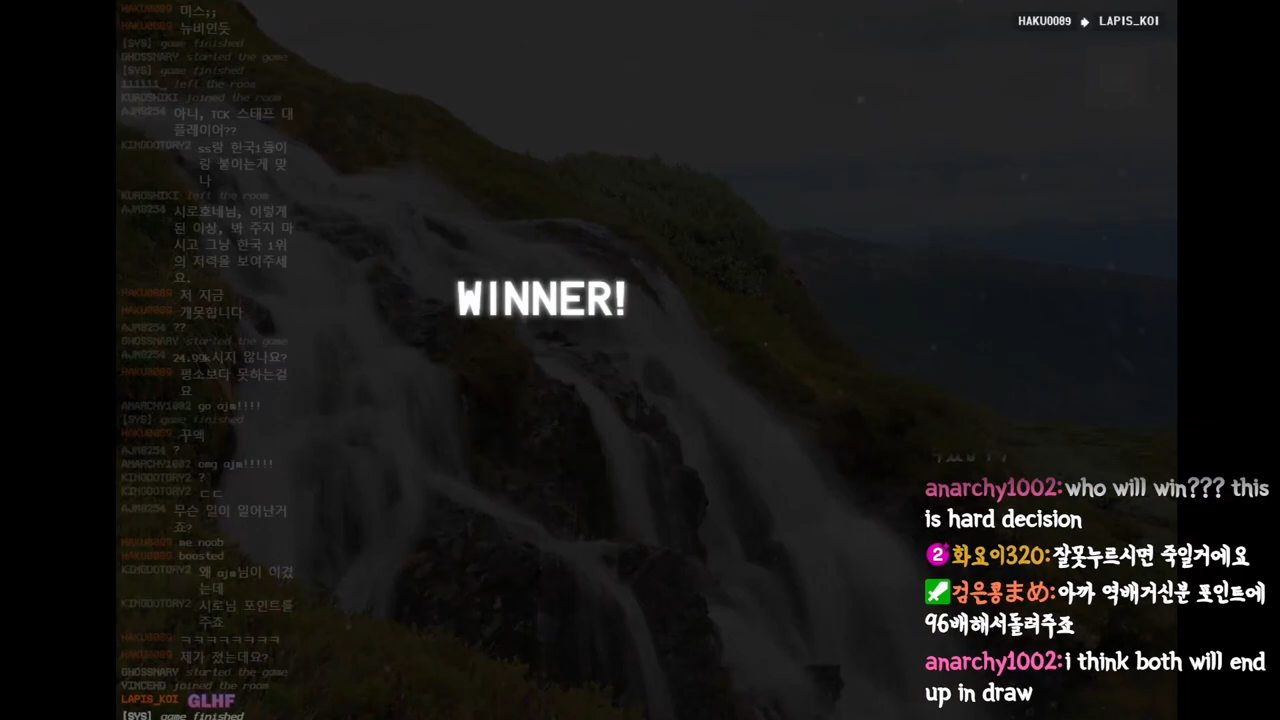 HAKU0089 미스;;
HAKU0089 뉴비인듯
[SYS] game finished
GHOSSMARY started the game
[SYS] game finished
left the room
KUROSHIKI joined the room
AJM8254 아니, TCK 스태프 대
플레이어??
KINGDOTORY2 ss랑 한국1등이
랑 붙이는게 맞
나
KUROSHIKI left the room
AJM8254 시로호네님, 이렇게
된 이상, 봐 주지 마
시고 그냥 한국 1위
의 저력을 보여주세
요.
HAKU0089 저 지금
HAKU0089 개못합니다
AJM8254 ??
GHOSSMARY started the game
AJM8254 24.99k시지 않나요?
HAKU0089 평소보다 못하는걸
요
ANARCHY1002 go ajm!!!!
[SYS] game finished
HAKU0089 꾸엑
AJM8254 ?
ANARCHY1002 omg ajm!!!!!
KINGDOTORY2 ?
KINGDOTORY2 ㄷㄷ
AJM8254 무슨 일이 일어난거
죠?
HAKU0089 me noob
HAKU0089 boosted
KINGDOTORY2 왜 ajm님이 이겼
는데
KINGDOTORY2 시로님 포인트를
주죠
HAKU0089 ㅋㅋㅋㅋㅋㅋㅋㅋ
HAKU0089 제가 졌는데요?
GHOSSMARY started the game
VINCEHD joined the room
LAPIS_KOI GLHF
[SYS] game finished
WINNER!
HAKU0089 LAPIS_KOI
anarchy1002:who will win??? this
is hard decision
2 화요이320:잘못누르시면 죽일거에요
검은콩まめ:아까 역배거신분 포인트에
96배해서돌려주죠
anarchy1002:i think both will end
up in draw